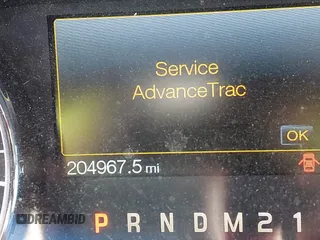 Service
AdvanceTrac
OK
204967.5 mi
P R N D M 2 1
DREAMBID